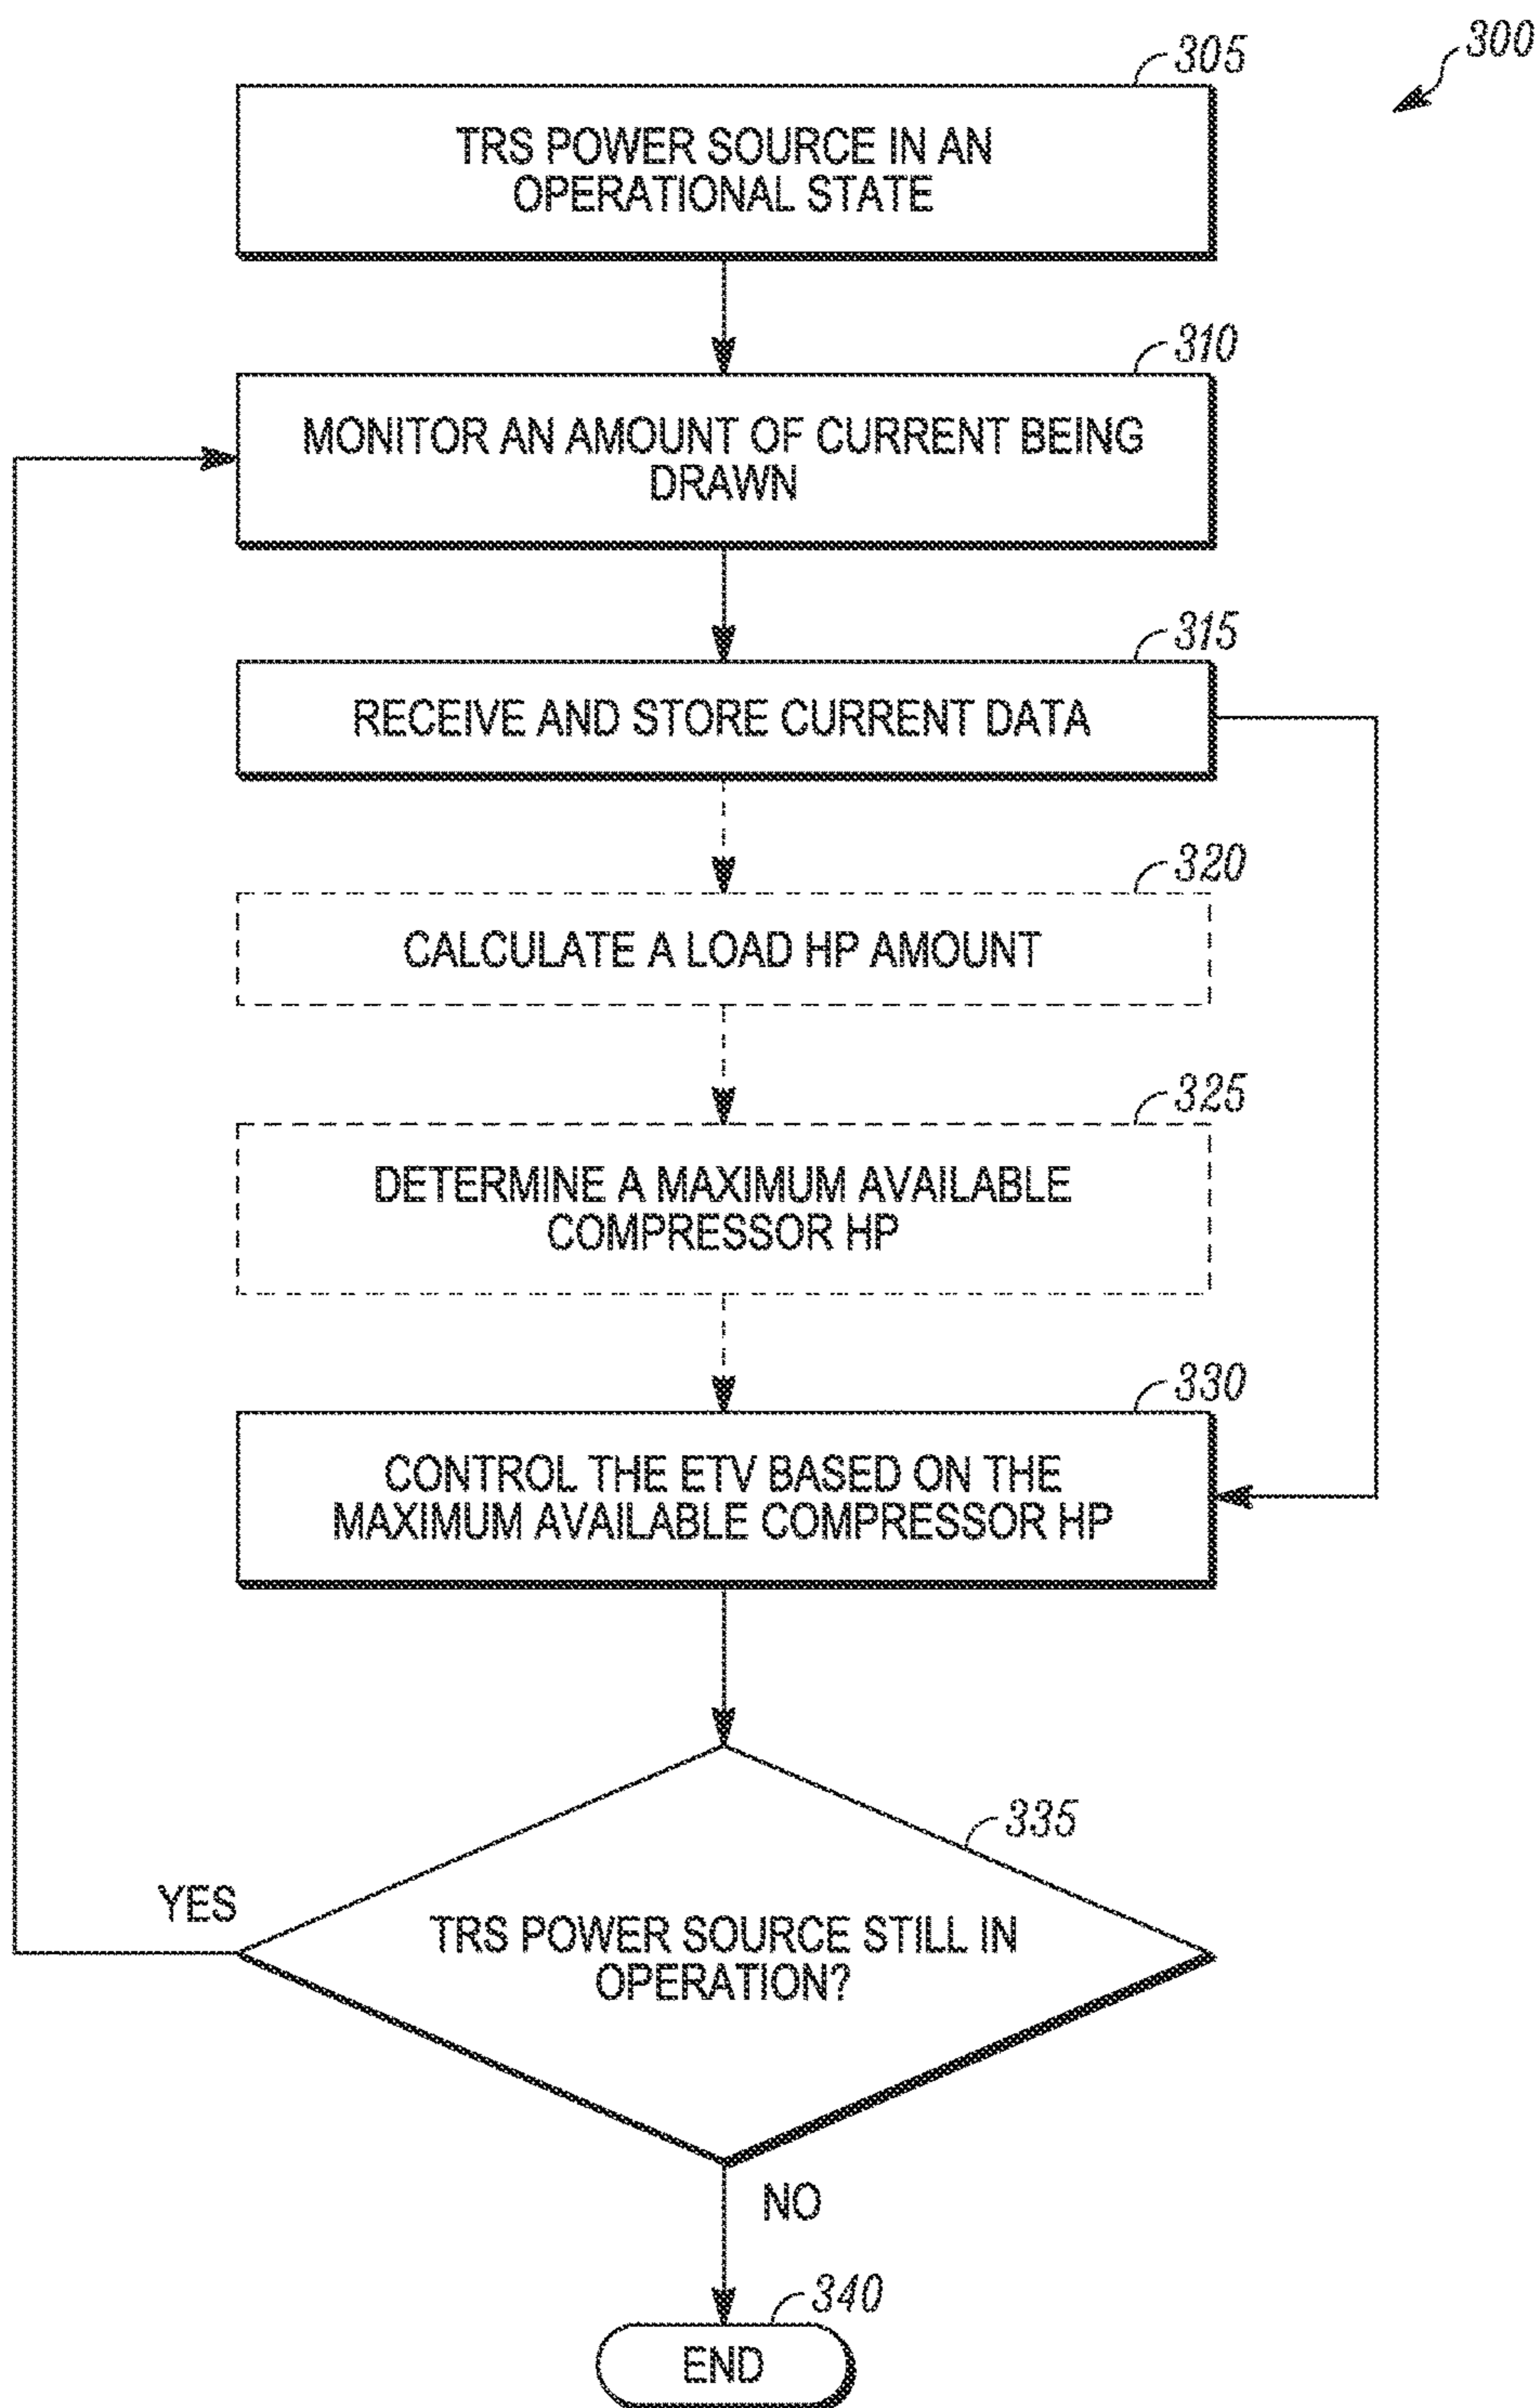 300
305
TRS POWER SOURCE IN AN
OPERATIONAL STATE
310
MONITOR AN AMOUNT OF CURRENT BEING
DRAWN
315
RECEIVE AND STORE CURRENT DATA
320
CALCULATE A LOAD HP AMOUNT
325
DETERMINE A MAXIMUM AVAILABLE
COMPRESSOR HP
330
CONTROL THE ETV BASED ON THE
MAXIMUM AVAILABLE COMPRESSOR HP
335
YES
TRS POWER SOURCE STILL IN
OPERATION?
NO
340
END